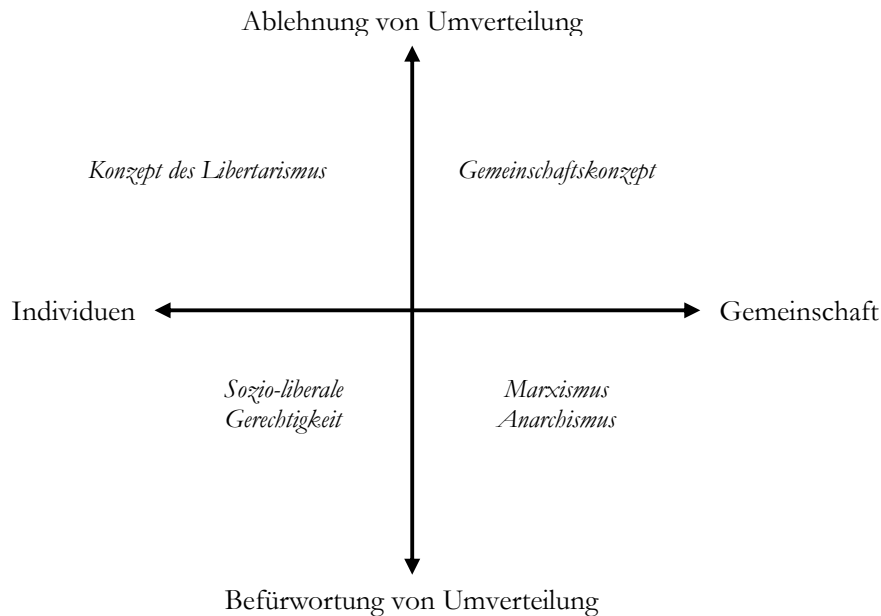 Ablehnung von Umverteilung
Konzept des Libertarismus
Gemeinschaftskonzept
Individuen
Gemeinschaft
Sozio-liberale
Gerechtigkeit
Marxismus
Anarchismus
Befürwortung von Umverteilung